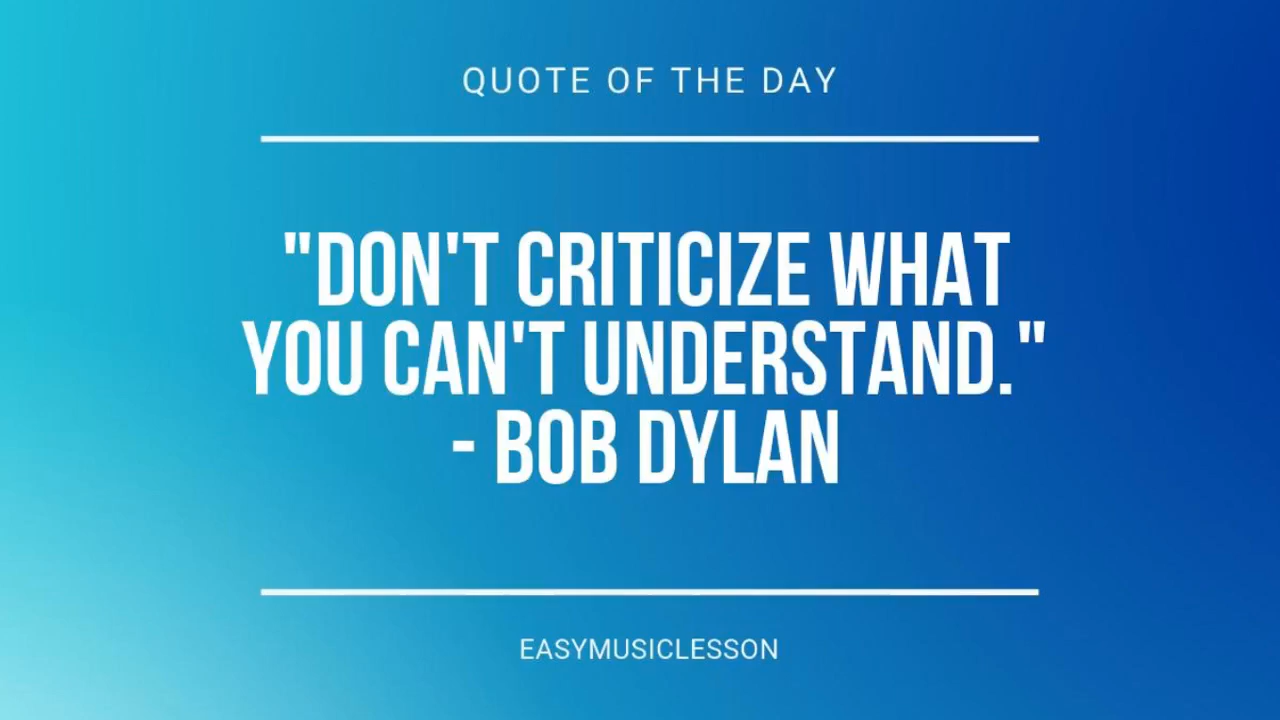 QUOTE OF THE DAY
"DON'T CRITICIZE WHAT
YOU CAN'T UNDERSTAND."
- BOB DYLAN
EASYMUSICLESSON